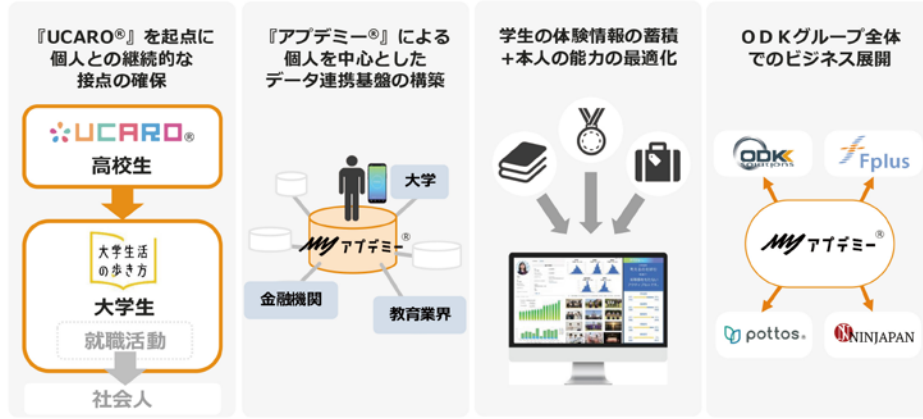 『UCARO®』を起点に
個人との継続的な
接点の確保
UCARO®
高校生
大学生活
の歩き方
大学生
就職活動
社会人
『アプデミー®』による
個人を中心とした
データ連携基盤の構築
大学
MYアプデミー®
金融機関
教育業界
学生の体験情報の蓄積
+本人の能力の最適化
ODKグループ全体
でのビジネス展開
ODK
solutions
Fplus
MYアプデミー®
pottos®
NINJAPAN